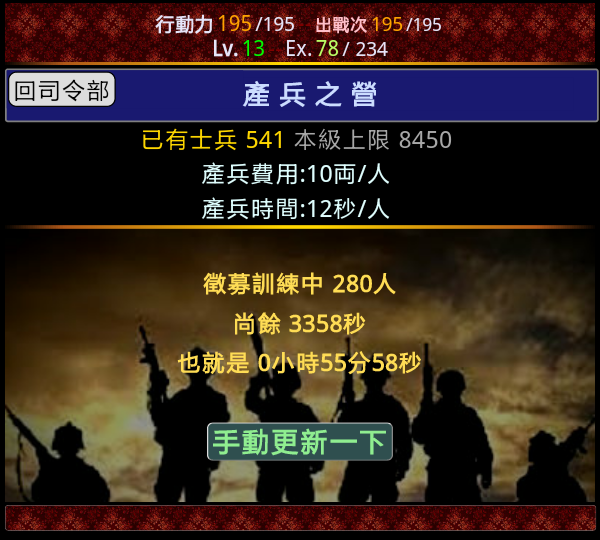 行動力 195/195 出戰次 195/195
Lv.13 Ex.78/ 234
回司令部 產兵之營
已有士兵 541 本級上限 8450
產兵費用:10両/人
產兵時間:12秒/人
徵募訓練中 280人
尚餘 3358秒
也就是 0小時55分58秒
手動更新一下